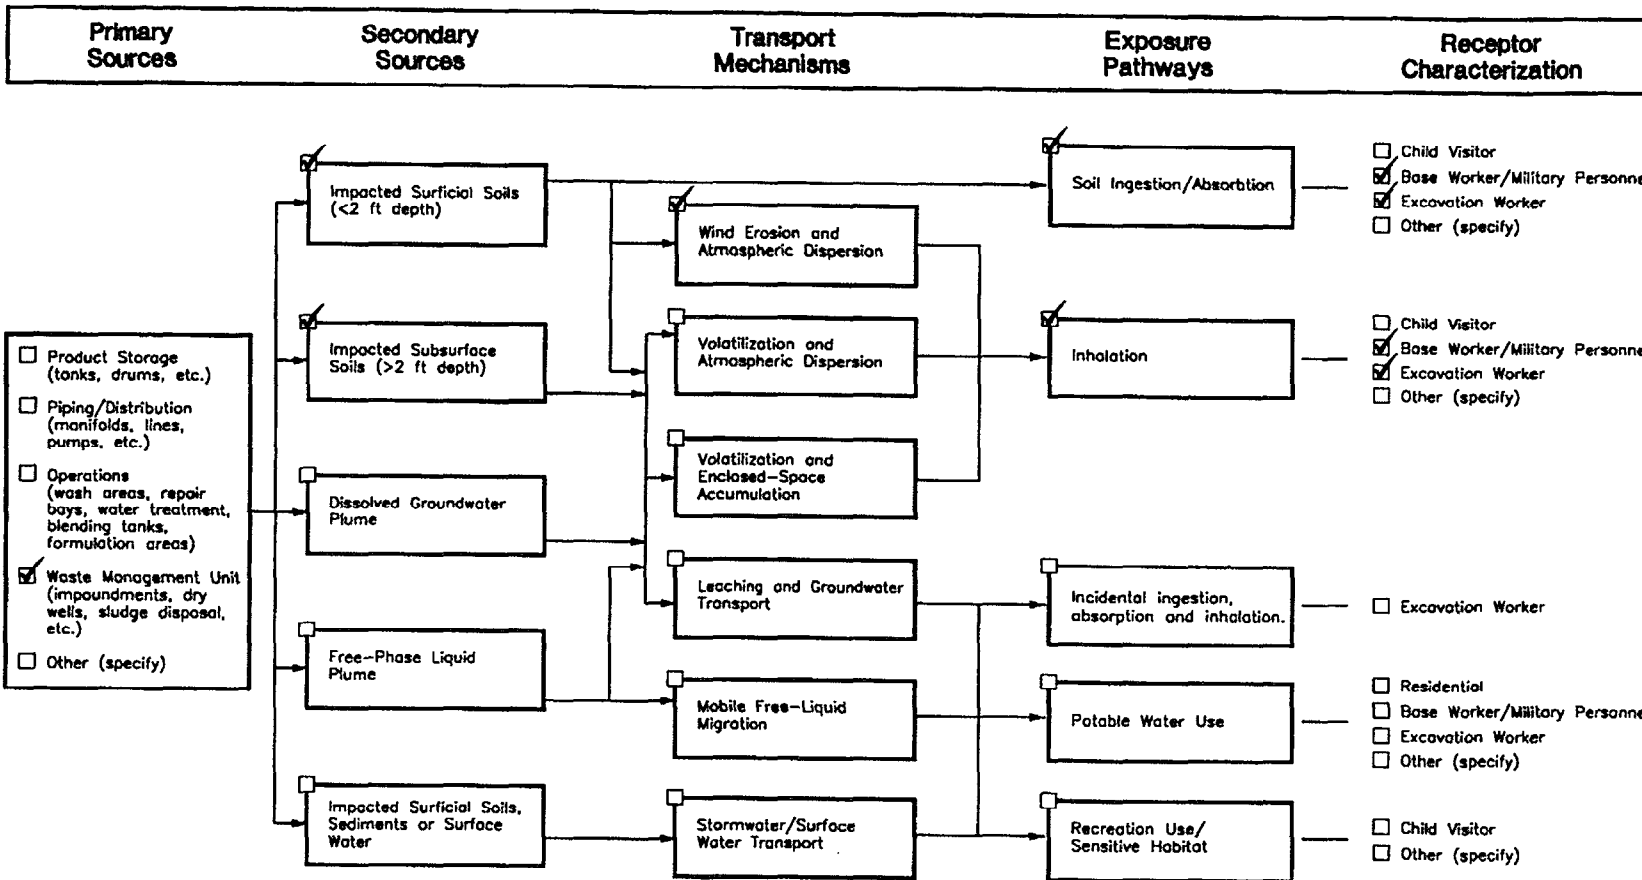 Primary
Sources
Secondary
Sources
Transport
Mechanisms
Exposure
Pathways
Receptor
Characterization
Product Storage
(tanks, drums, etc.)
Piping/Distribution
(manifolds, lines,
pumps, etc.)
Operations
(wash areas, repair
bays, water treatment,
blending tanks,
formulation areas)
Waste Management Unit
(impoundments, dry
wells, sludge disposal,
etc.)
Other (specify)
Impacted Surficial Soils
(<2 ft depth)
Impacted Subsurface
Soils (>2 ft depth)
Dissolved Groundwater
Plume
Free-Phase Liquid
Plume
Impacted Surficial Soils,
Sediments or Surface
Water
Wind Erosion and
Atmospheric Dispersion
Volatilization and
Atmospheric Dispersion
Volatilization and
Enclosed-Space
Accumulation
Leaching and Groundwater
Transport
Mobile Free-Liquid
Migration
Stormwater/Surface
Water Transport
Soil Ingestion/Absorbtion
Inhalation
Incidental ingestion,
absorption and inhalation.
Potable Water Use
Recreation Use/
Sensitive Habitat
Child Visitor
Base Worker/Military Personne
Excavation Worker
Other (specify)
Child Visitor
Base Worker/Military Personne
Excavation Worker
Other (specify)
Excavation Worker
Residential
Base Worker/Military Personne
Excavation Worker
Other (specify)
Child Visitor
Other (specify)